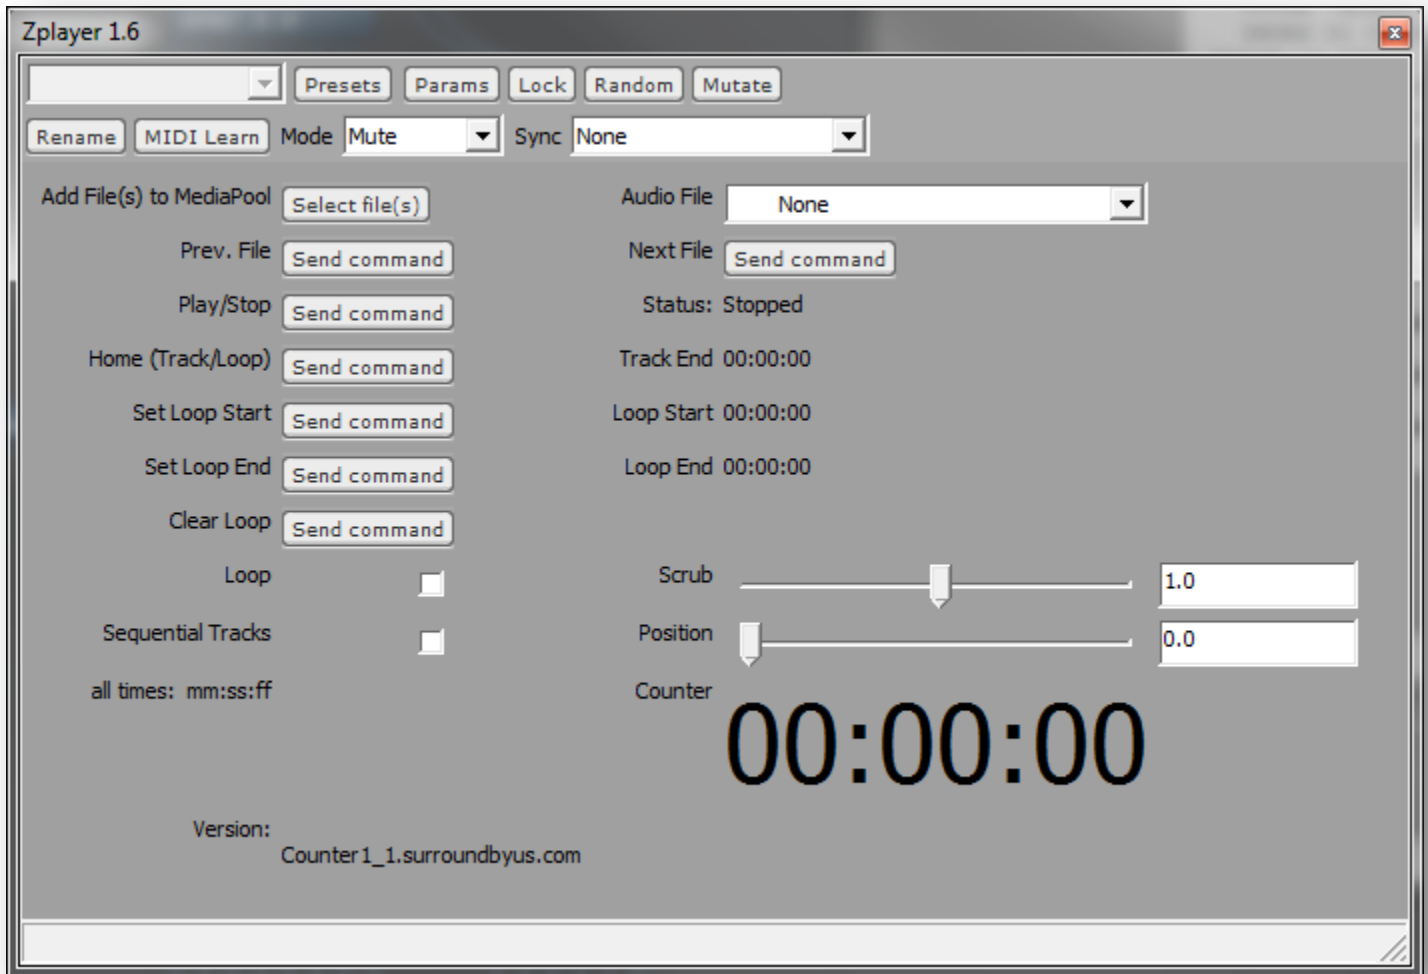 Zplayer 1.6
Presets Params Lock Random Mutate
Rename MIDI Learn Mode Mute Sync None
Add File(s) to MediaPool Select file(s) Audio File None
Prev. File Send command Next File Send command
Play/Stop Send command Status: Stopped
Home (Track/Loop) Send command Track End 00:00:00
Set Loop Start Send command Loop Start 00:00:00
Set Loop End Send command Loop End 00:00:00
Clear Loop Send command
Loop Scrub 1.0
Sequential Tracks Position 0.0
all times: mm:ss:ff Counter
00:00:00
Version:
Counter1_1.surroundbyus.com